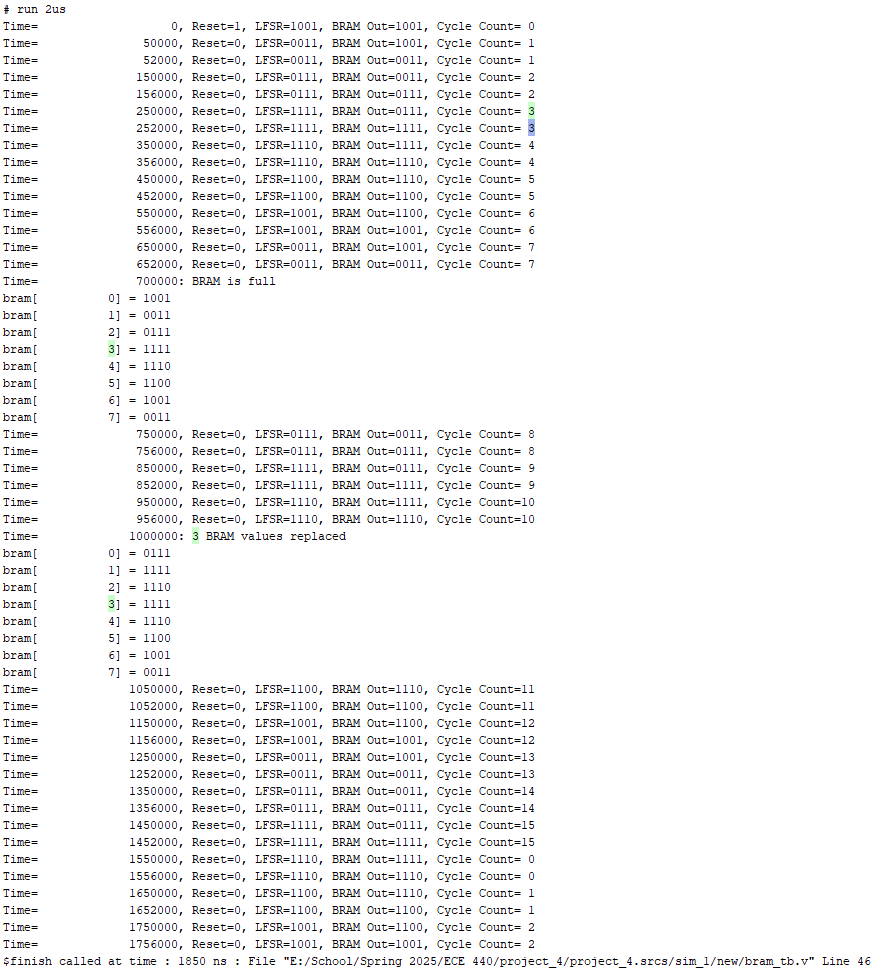 # run 2us
Time=                   0, Reset=1, LFSR=1001, BRAM Out=1001, Cycle Count= 0
Time=               50000, Reset=0, LFSR=0011, BRAM Out=1001, Cycle Count= 1
Time=               52000, Reset=0, LFSR=0011, BRAM Out=0011, Cycle Count= 1
Time=              150000, Reset=0, LFSR=0111, BRAM Out=0011, Cycle Count= 2
Time=              156000, Reset=0, LFSR=0111, BRAM Out=0111, Cycle Count= 2
Time=              250000, Reset=0, LFSR=1111, BRAM Out=0111, Cycle Count= 3
Time=              252000, Reset=0, LFSR=1111, BRAM Out=1111, Cycle Count= 3
Time=              350000, Reset=0, LFSR=1110, BRAM Out=1111, Cycle Count= 4
Time=              356000, Reset=0, LFSR=1110, BRAM Out=1110, Cycle Count= 4
Time=              450000, Reset=0, LFSR=1100, BRAM Out=1110, Cycle Count= 5
Time=              452000, Reset=0, LFSR=1100, BRAM Out=1100, Cycle Count= 5
Time=              550000, Reset=0, LFSR=1001, BRAM Out=1100, Cycle Count= 6
Time=              556000, Reset=0, LFSR=1001, BRAM Out=1001, Cycle Count= 6
Time=              650000, Reset=0, LFSR=0011, BRAM Out=1001, Cycle Count= 7
Time=              652000, Reset=0, LFSR=0011, BRAM Out=0011, Cycle Count= 7
Time=              700000: BRAM is full
bram[          0] = 1001
bram[          1] = 0011
bram[          2] = 0111
bram[          3] = 1111
bram[          4] = 1110
bram[          5] = 1100
bram[          6] = 1001
bram[          7] = 0011
Time=              750000, Reset=0, LFSR=0111, BRAM Out=0011, Cycle Count= 8
Time=              756000, Reset=0, LFSR=0111, BRAM Out=0111, Cycle Count= 8
Time=              850000, Reset=0, LFSR=1111, BRAM Out=0111, Cycle Count= 9
Time=              852000, Reset=0, LFSR=1111, BRAM Out=1111, Cycle Count= 9
Time=              950000, Reset=0, LFSR=1110, BRAM Out=1111, Cycle Count=10
Time=              956000, Reset=0, LFSR=1110, BRAM Out=1110, Cycle Count=10
Time=             1000000: 3 BRAM values replaced
bram[          0] = 0111
bram[          1] = 1111
bram[          2] = 1110
bram[          3] = 1111
bram[          4] = 1110
bram[          5] = 1100
bram[          6] = 1001
bram[          7] = 0011
Time=             1050000, Reset=0, LFSR=1100, BRAM Out=1110, Cycle Count=11
Time=             1052000, Reset=0, LFSR=1100, BRAM Out=1100, Cycle Count=11
Time=             1150000, Reset=0, LFSR=1001, BRAM Out=1100, Cycle Count=12
Time=             1156000, Reset=0, LFSR=1001, BRAM Out=1001, Cycle Count=12
Time=             1250000, Reset=0, LFSR=0011, BRAM Out=1001, Cycle Count=13
Time=             1252000, Reset=0, LFSR=0011, BRAM Out=0011, Cycle Count=13
Time=             1350000, Reset=0, LFSR=0111, BRAM Out=0011, Cycle Count=14
Time=             1356000, Reset=0, LFSR=0111, BRAM Out=0111, Cycle Count=14
Time=             1450000, Reset=0, LFSR=1111, BRAM Out=0111, Cycle Count=15
Time=             1452000, Reset=0, LFSR=1111, BRAM Out=1111, Cycle Count=15
Time=             1550000, Reset=0, LFSR=1110, BRAM Out=1111, Cycle Count= 0
Time=             1556000, Reset=0, LFSR=1110, BRAM Out=1110, Cycle Count= 0
Time=             1650000, Reset=0, LFSR=1100, BRAM Out=1110, Cycle Count= 1
Time=             1652000, Reset=0, LFSR=1100, BRAM Out=1100, Cycle Count= 1
Time=             1750000, Reset=0, LFSR=1001, BRAM Out=1100, Cycle Count= 2
Time=             1756000, Reset=0, LFSR=1001, BRAM Out=1001, Cycle Count= 2
$finish called at time : 1850 ns : File "E:/School/Spring 2025/ECE 440/project_4/project_4.srcs/sim_1/new/bram_tb.v" Line 46